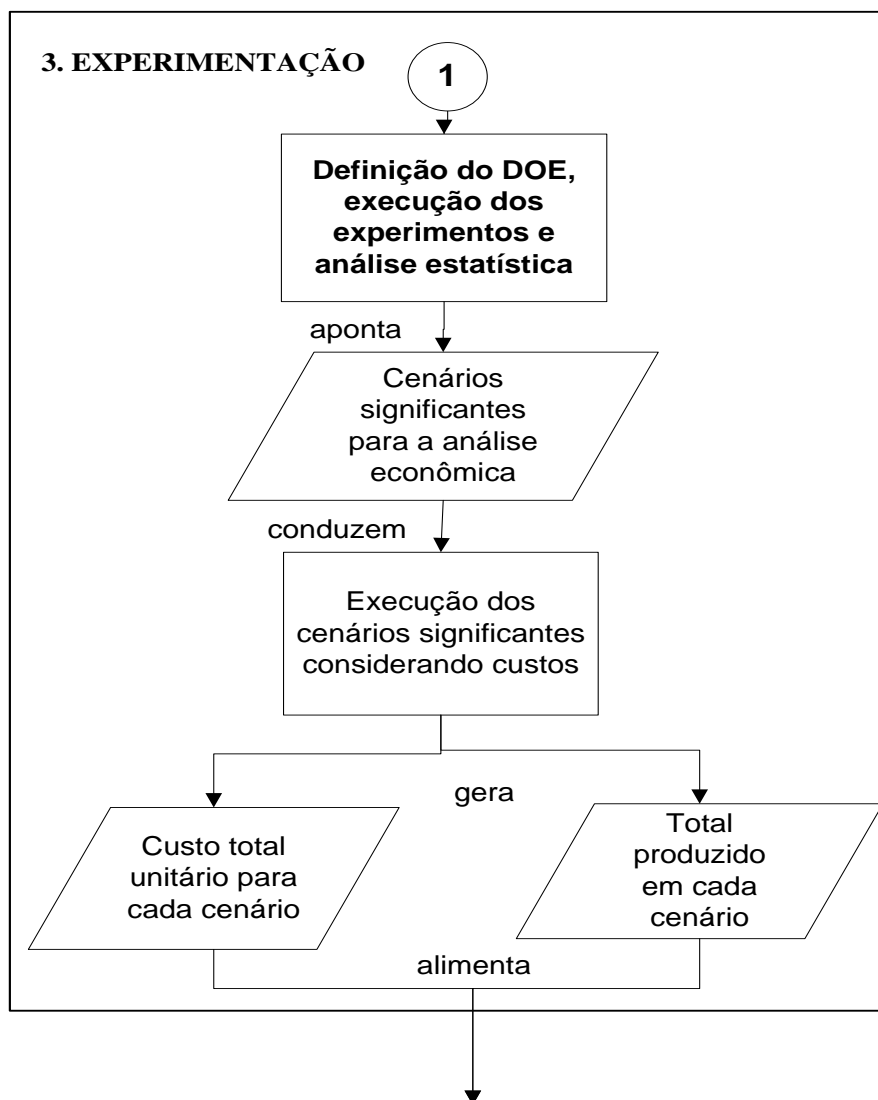 3. EXPERIMENTAÇÃO
1
Definição do DOE,
execução dos
experimentos e
análise estatística
aponta
Cenários
significantes
para a análise
econômica
conduzem
Execução dos
cenários significantes
considerando custos
gera
Custo total
unitário para
cada cenário
Total
produzido
em cada
cenário
alimenta